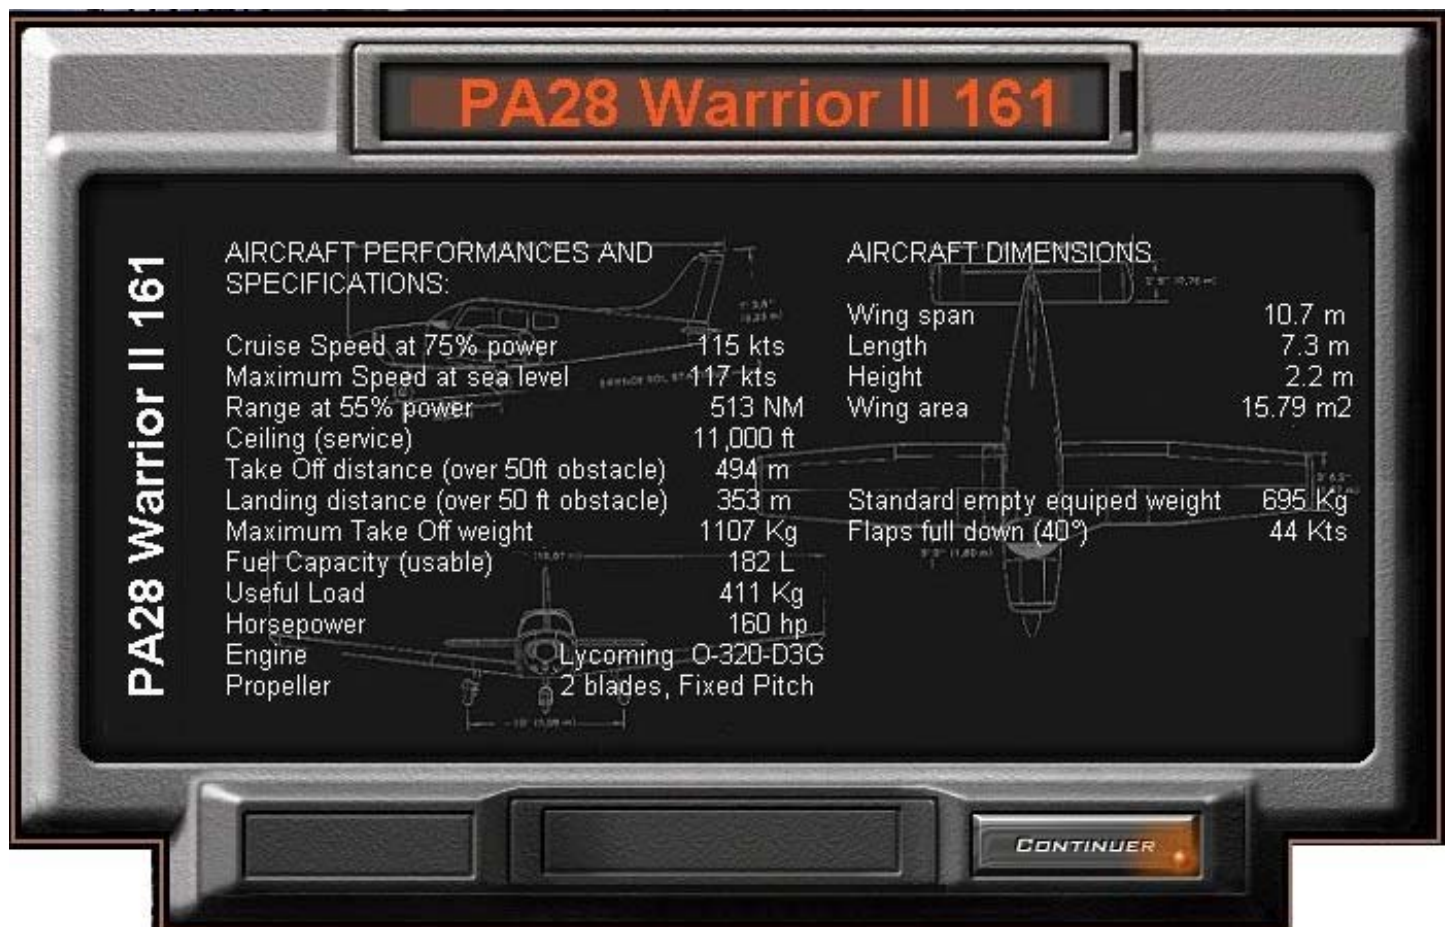 PA28 Warrior II 161
PA28 Warrior II 161
AIRCRAFT PERFORMANCES AND
SPECIFICATIONS:
Cruise Speed at 75% power 115 kts
Maximum Speed at sea level 117 kts
Range at 55% power 513 NM
Ceiling (service) 11,000 ft
Take Off distance (over 50ft obstacle) 494 m
Landing distance (over 50 ft obstacle) 353 m
Maximum Take Off weight 1107 Kg
Fuel Capacity (usable) 182 L
Useful Load 411 Kg
Horsepower 160 hp
Engine Lycoming O-320-D3G
Propeller 2 blades, Fixed Pitch
AIRCRAFT DIMENSIONS
Wing span 10.7 m
Length 7.3 m
Height 2.2 m
Wing area 15.79 m2
Standard empty equiped weight 695 Kg
Flaps full down (40°) 44 Kts
CONTINUER